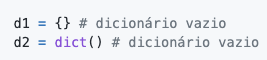 d1 = {} # dicionário vazio
d2 = dict() # dicionário vazio